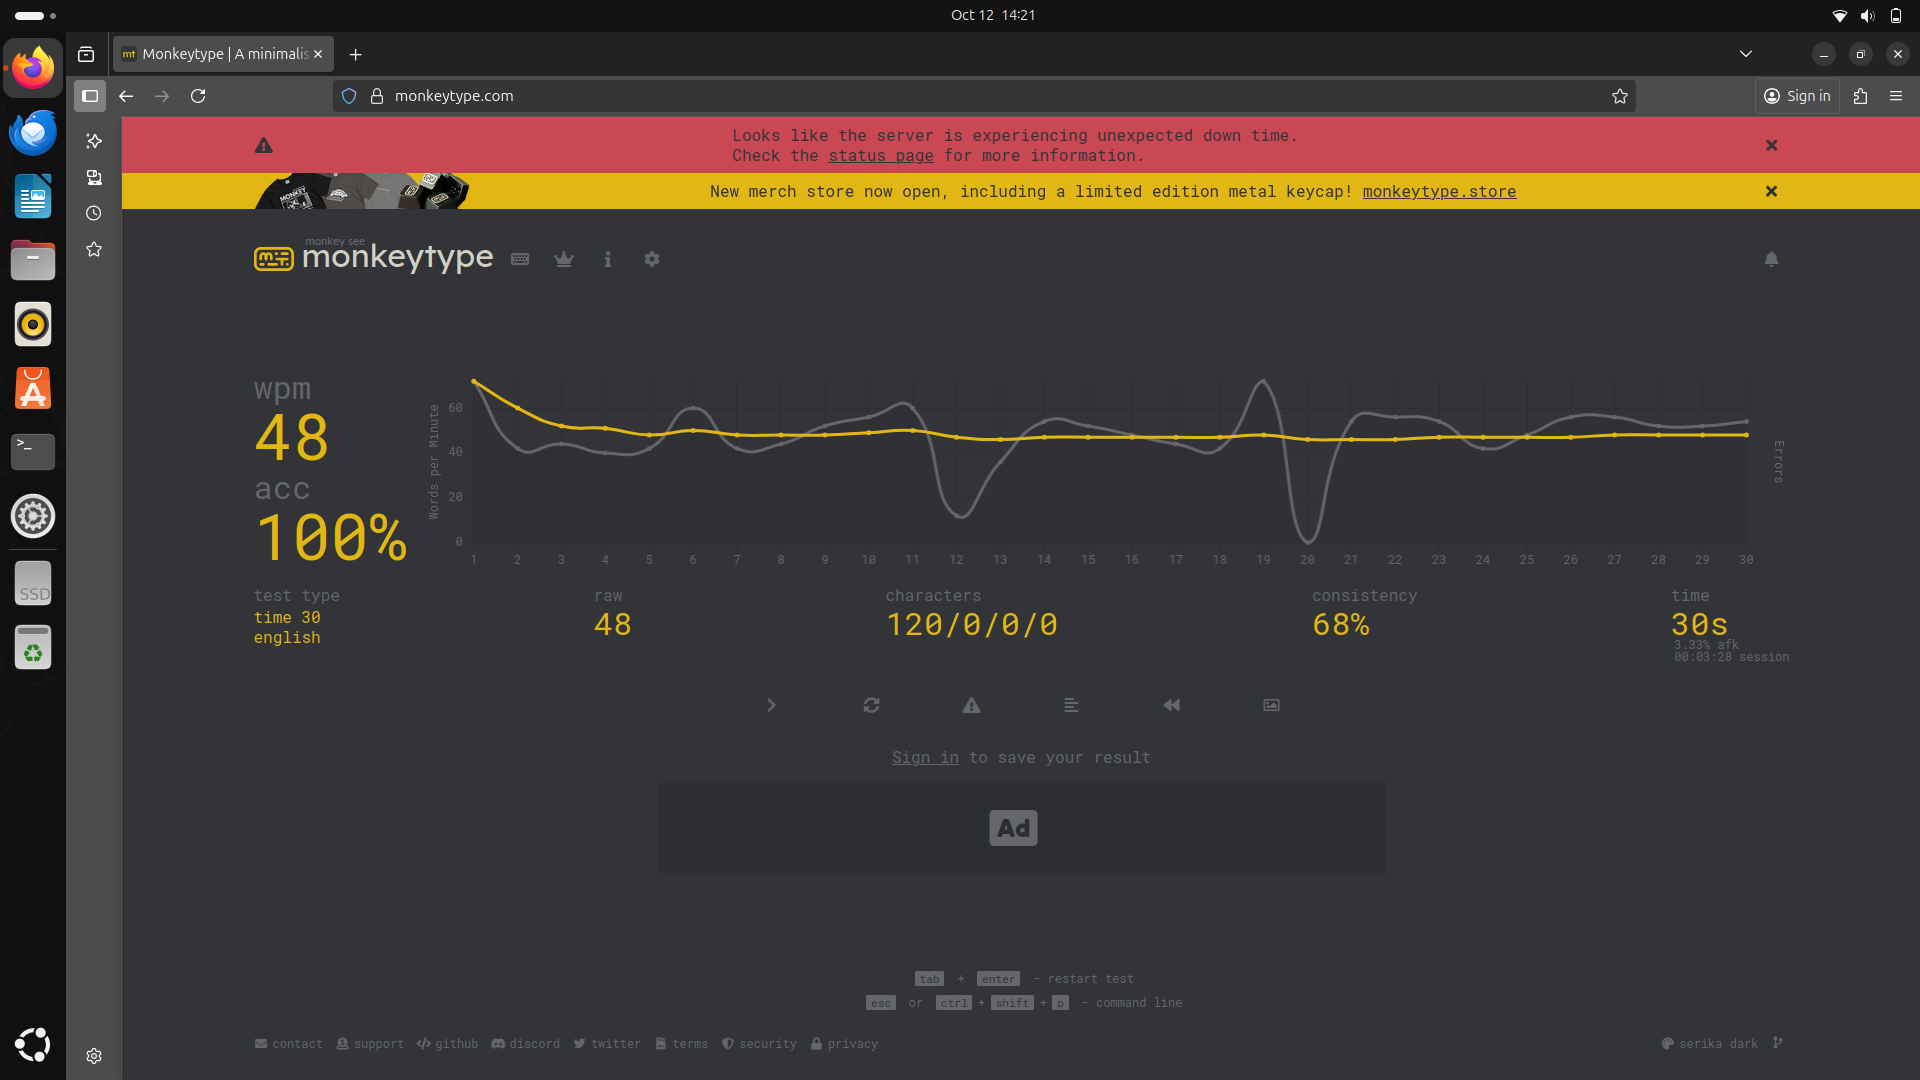 Oct 12 14:21
mt Monkeytype | A minimalis
monkeytype.com
Sign in
Looks like the server is experiencing unexpected down time.
Check the status page for more information.
New merch store now open, including a limited edition metal keycap! monkeytype.store
monkey see
monkeytype
wpm
48
acc
100%
Words per Minute
60
40
20
0
1 2 3 4 5 6 7 8 9 10 11 12 13 14 15 16 17 18 19 20 21 22 23 24 25 26 27 28 29 30
Errors
test type
time 30
english
raw
48
characters
120/0/0/0
consistency
68%
time
30s
3.33% afk
00:03:28 session
Sign in to save your result
Ad
tab + enter - restart test
esc or ctrl + shift + p - command line
contact support github discord twitter terms security privacy
serika dark
SSD